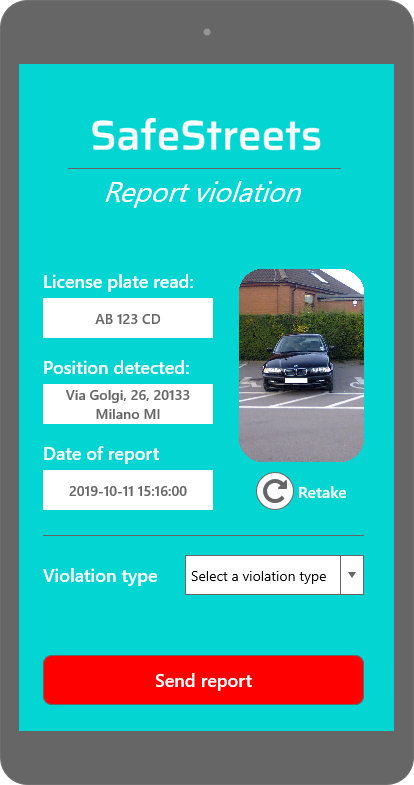 SafeStreets
Report violation
License plate read:
AB 123 CD
Position detected:
Via Golgi, 26, 20133
Milano MI
Date of report
2019-10-11 15:16:00
Retake
Violation type
Select a violation type
Send report